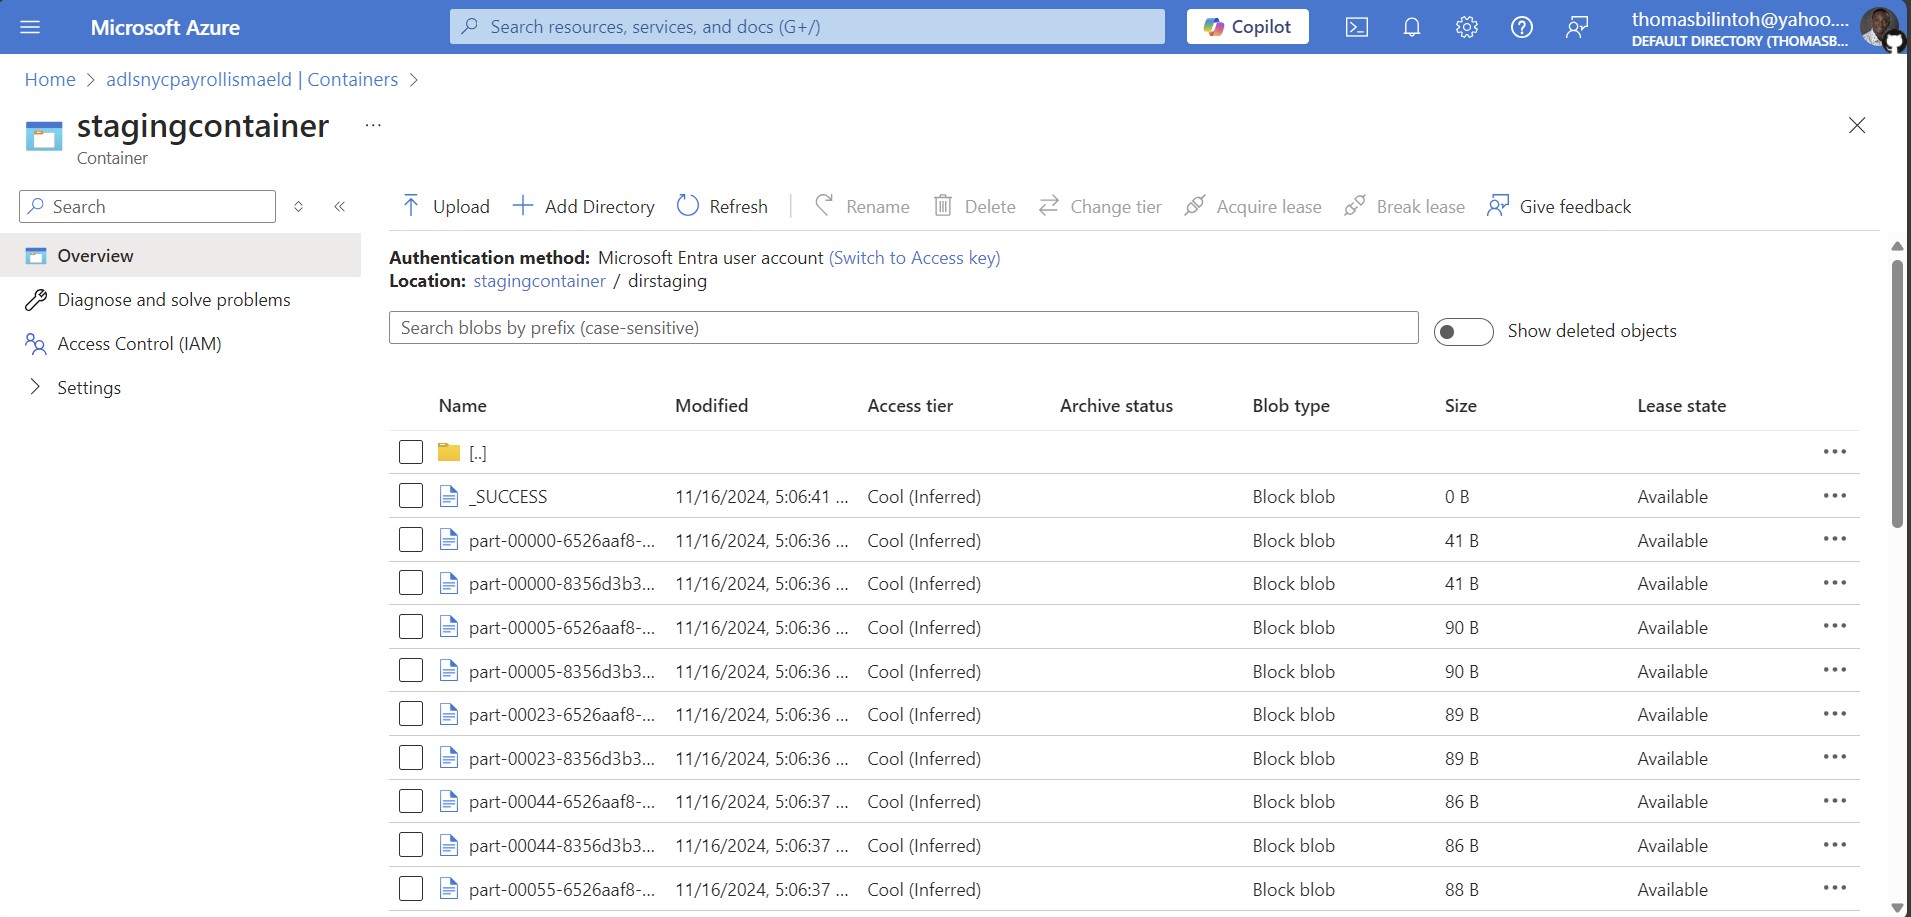 Microsoft Azure
Search resources, services, and docs (G+/)
Copilot
thomasbilintoh@yahoo....
DEFAULT DIRECTORY (THOMASB...
Home > adlsnycpayrollismaeld | Containers >
stagingcontainer ...
Container
Search
Upload Add Directory Refresh Rename Delete Change tier Acquire lease Break lease Give feedback
Overview
Diagnose and solve problems
Access Control (IAM)
Settings
Authentication method: Microsoft Entra user account (Switch to Access key)
Location: stagingcontainer / dirstaging
Search blobs by prefix (case-sensitive)
Show deleted objects
Name Modified Access tier Archive status Blob type Size Lease state
[..]
_SUCCESS 11/16/2024, 5:06:41 ... Cool (Inferred) Block blob 0 B Available
part-00000-6526aaf8-... 11/16/2024, 5:06:36 ... Cool (Inferred) Block blob 41 B Available
part-00000-8356d3b3... 11/16/2024, 5:06:36 ... Cool (Inferred) Block blob 41 B Available
part-00005-6526aaf8-... 11/16/2024, 5:06:36 ... Cool (Inferred) Block blob 90 B Available
part-00005-8356d3b3... 11/16/2024, 5:06:36 ... Cool (Inferred) Block blob 90 B Available
part-00023-6526aaf8-... 11/16/2024, 5:06:36 ... Cool (Inferred) Block blob 89 B Available
part-00023-8356d3b3... 11/16/2024, 5:06:36 ... Cool (Inferred) Block blob 89 B Available
part-00044-6526aaf8-... 11/16/2024, 5:06:37 ... Cool (Inferred) Block blob 86 B Available
part-00044-8356d3b3... 11/16/2024, 5:06:37 ... Cool (Inferred) Block blob 86 B Available
part-00055-6526aaf8-... 11/16/2024, 5:06:37 ... Cool (Inferred) Block blob 88 B Available